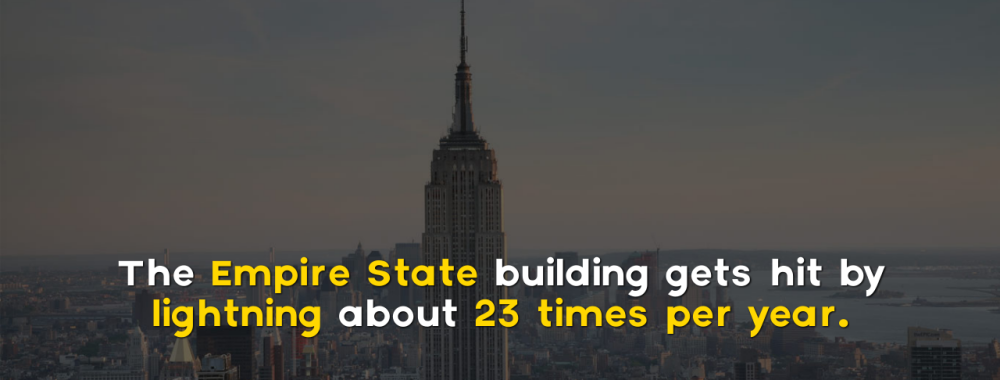 The Empire State building gets hit by
lightning about 23 times per year.